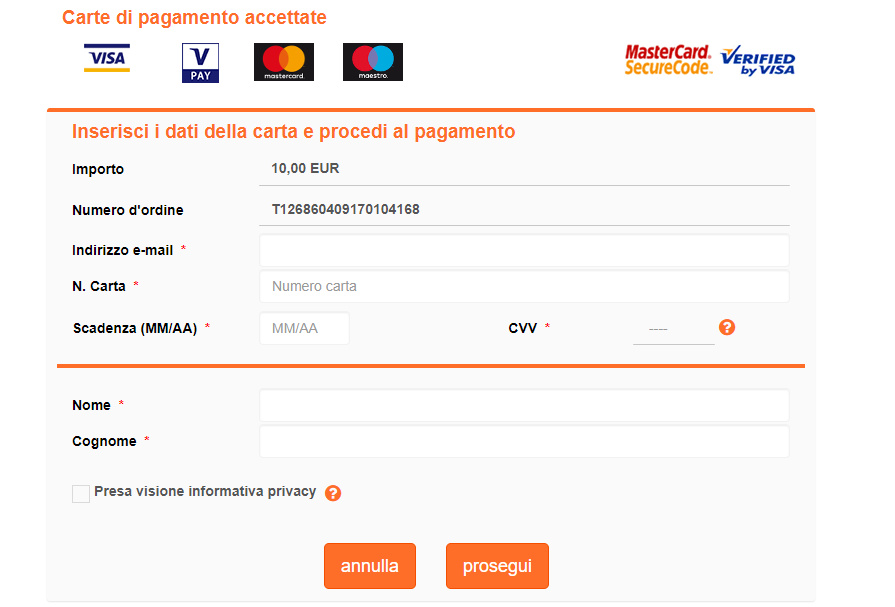 Carte di pagamento accettate
VISA
V PAY
mastercard.
maestro.
MasterCard. SecureCode.
VERIFIED by VISA
Inserisci i dati della carta e procedi al pagamento
Importo 10,00 EUR
Numero d'ordine T126860409170104168
Indirizzo e-mail *
N. Carta * Numero carta
Scadenza (MM/AA) * MM/AA CVV * ---- ?
Nome *
Cognome *
Presa visione informativa privacy ?
annulla prosegui